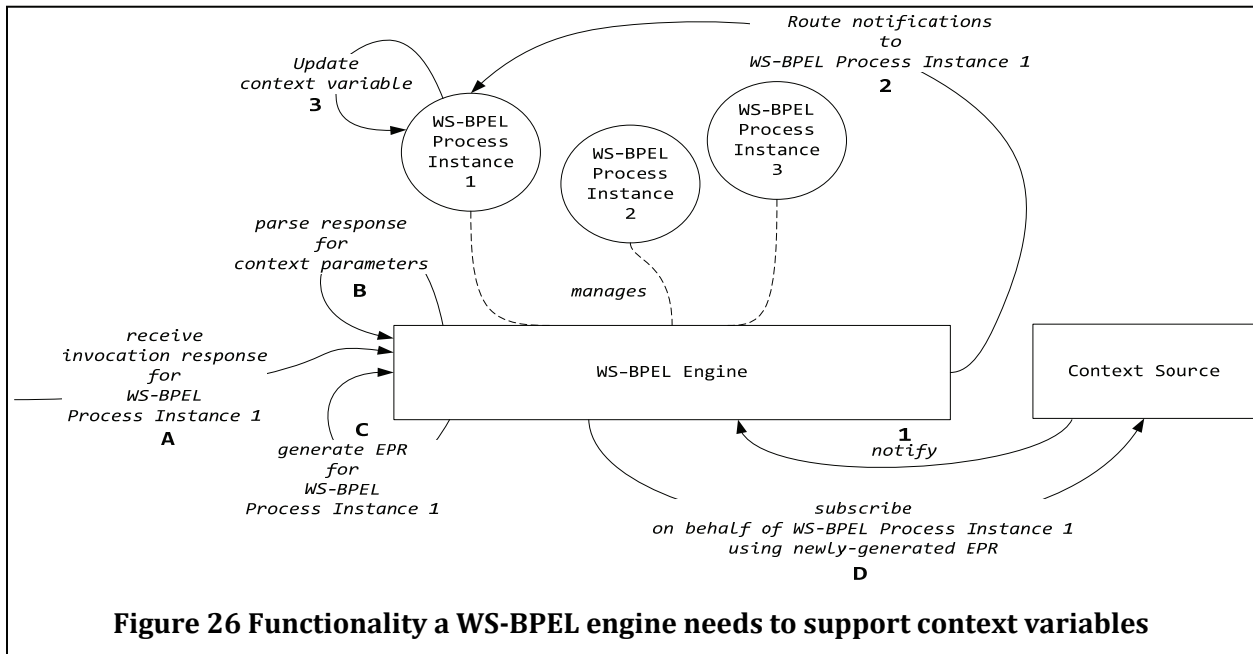 Route notifications
to
WS-BPEL Process Instance 1
2
Update
context variable
3
WS-BPEL
Process
Instance
1
WS-BPEL
Process
Instance
2
WS-BPEL
Process
Instance
3
parse response
for
context parameters
B
manages
receive
invocation response
for
WS-BPEL
Process Instance 1
A
WS-BPEL Engine
Context Source
C
generate EPR
for
WS-BPEL
Process Instance 1
1
notify
subscribe
on behalf of WS-BPEL Process Instance 1
using newly-generated EPR
D
Figure 26 Functionality a WS-BPEL engine needs to support context variables